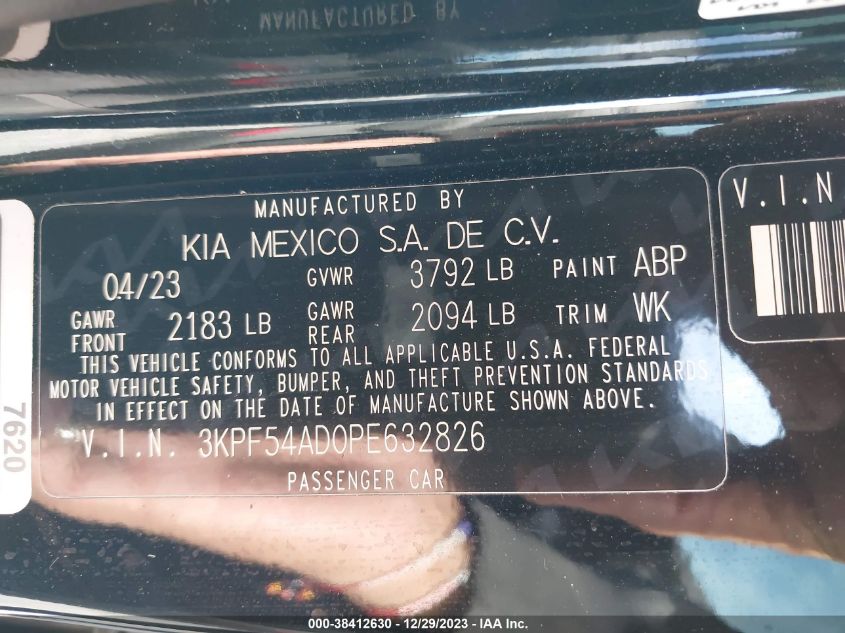 MANUFACTURED BY
MANUFACTURED BY
KIA MEXICO S.A. DE C.V.
04/23 GVWR 3792 LB PAINT ABP
GAWR FRONT 2183 LB GAWR REAR 2094 LB TRIM WK
THIS VEHICLE CONFORMS TO ALL APPLICABLE U.S.A. FEDERAL
MOTOR VEHICLE SAFETY, BUMPER, AND THEFT PREVENTION STANDARDS
IN EFFECT ON THE DATE OF MANUFACTURE SHOWN ABOVE.
V.I.N. 3KPF54AD0PE632826
PASSENGER CAR
V.I.N
7620
000-38412630 - 12/29/2023 - IAA Inc.